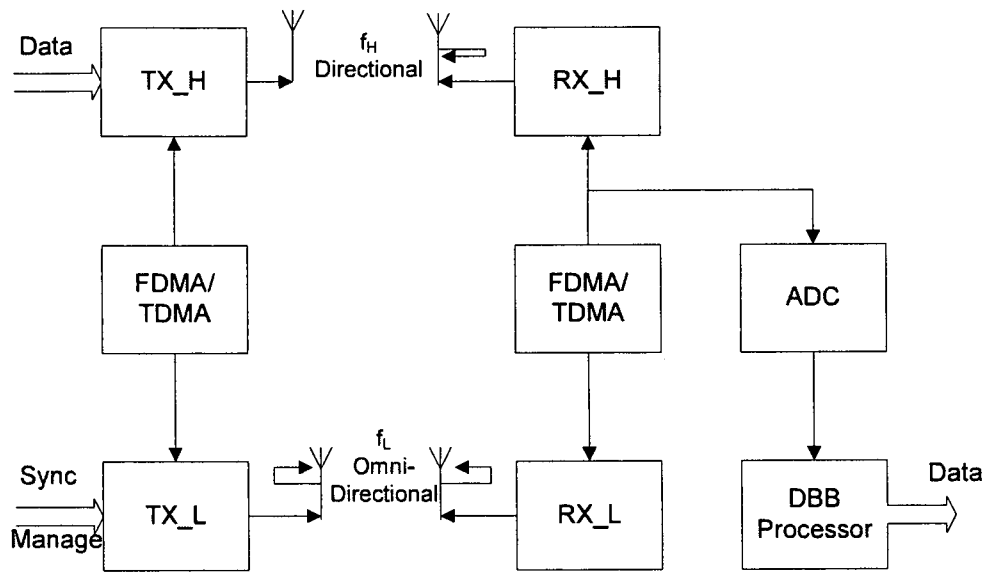 Data
TX_H
f_H
Directional
RX_H
FDMA/
TDMA
FDMA/
TDMA
ADC
Sync
Manage
TX_L
f_L
Omni-
Directional
RX_L
DBB
Processor
Data